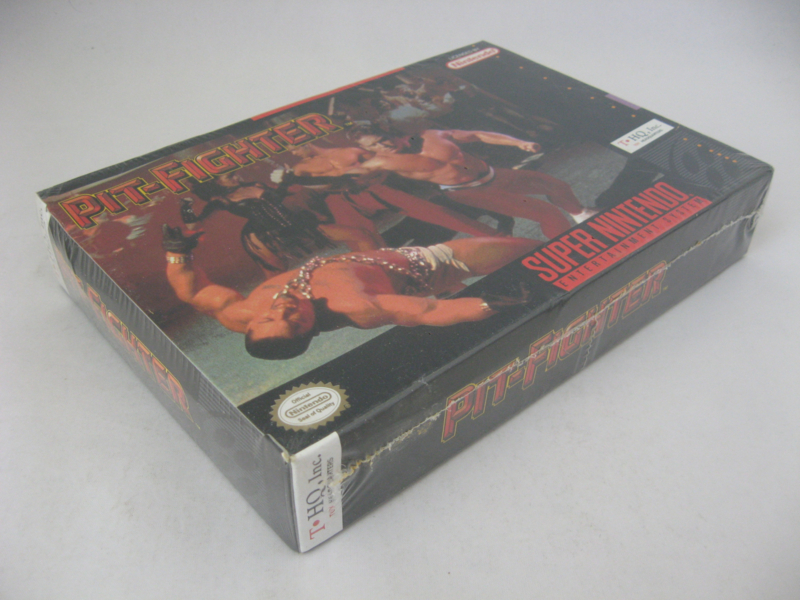 Nintendo
PIT-FIGHTER
T•HQ, Inc.
SUPER NINTENDO
ENTERTAINMENT SYSTEM
Official
Nintendo
Seal of Quality
PIT-FIGHTER
T•HQ, Inc.